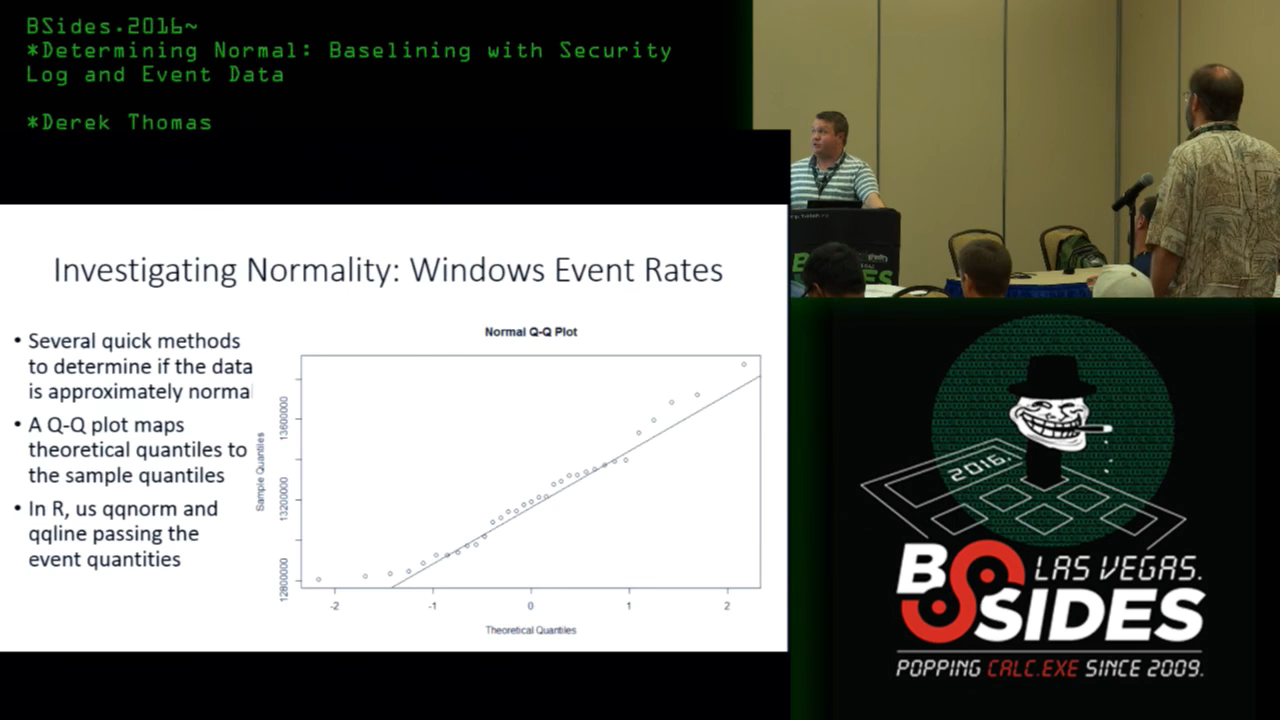 BSides.2016~
*Determining Normal: Baselining with Security
Log and Event Data
*Derek Thomas
Investigating Normality: Windows Event Rates
• Several quick methods
to determine if the data
is approximately norma
• A Q-Q plot maps
theoretical quantiles to
the sample quantiles
• In R, us qqnorm and
qqline passing the
event quantities
Normal Q-Q Plot
Sample Quantiles
13600000
13200000
12800000
-2 -1 0 1 2
Theoretical Quantiles
2016.
BSIDES
LAS VEGAS.
POPPING CALC.EXE SINCE 2009.